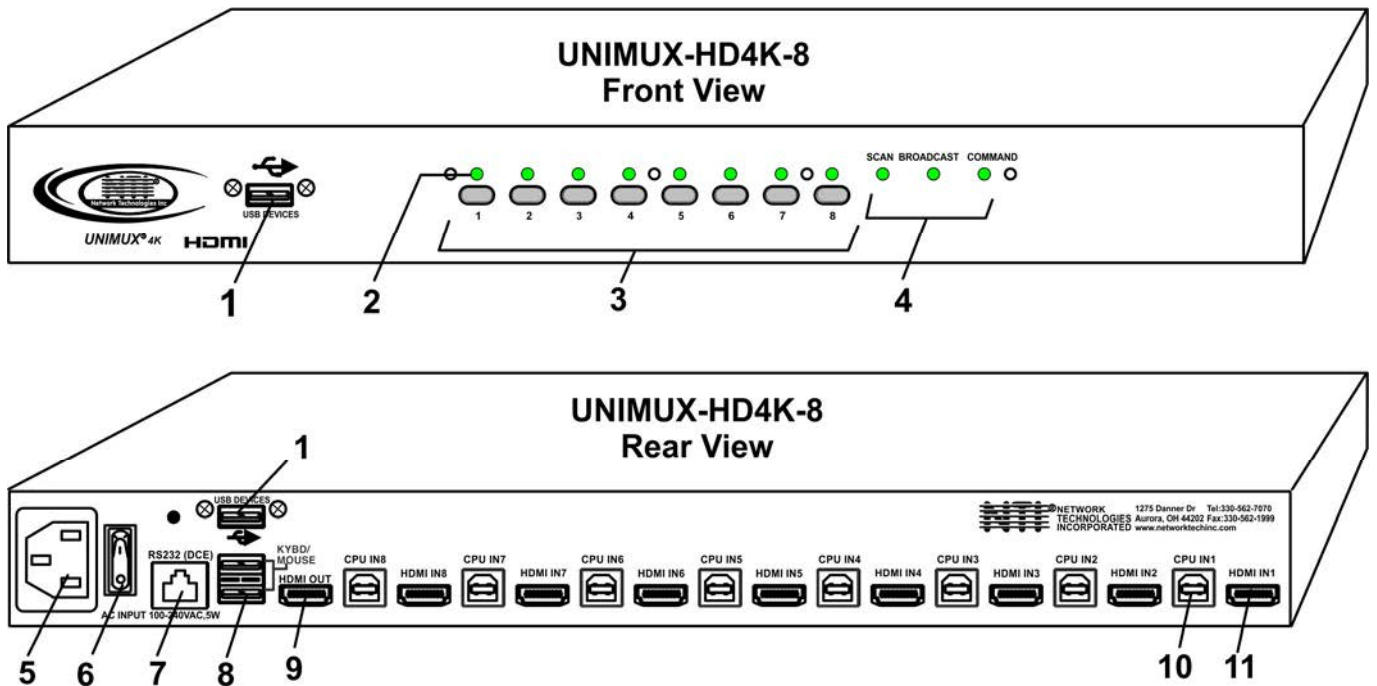 UNIMUX-HD4K-8
Front View
SCAN BROADCAST COMMAND
Network Technologies Inc
USB DEVICES
1 2 3 4 5 6 7 8
UNIMUX® 4K HDMI
1 2 3 4
UNIMUX-HD4K-8
Rear View
1
USB DEVICES
NTI® NETWORK TECHNOLOGIES INCORPORATED
1275 Danner Dr Tel:330-562-7070
Aurora, OH 44202 Fax:330-562-1999
www.networktechinc.com
RS232 (DCE)
KYBD/
MOUSE
HDMI OUT CPU IN8 HDMI IN8 CPU IN7 HDMI IN7 CPU IN6 HDMI IN6 CPU IN5 HDMI IN5 CPU IN4 HDMI IN4 CPU IN3 HDMI IN3 CPU IN2 HDMI IN2 CPU IN1 HDMI IN1
AC INPUT 100-240VAC,5W
5 6 7 8 9 10 11